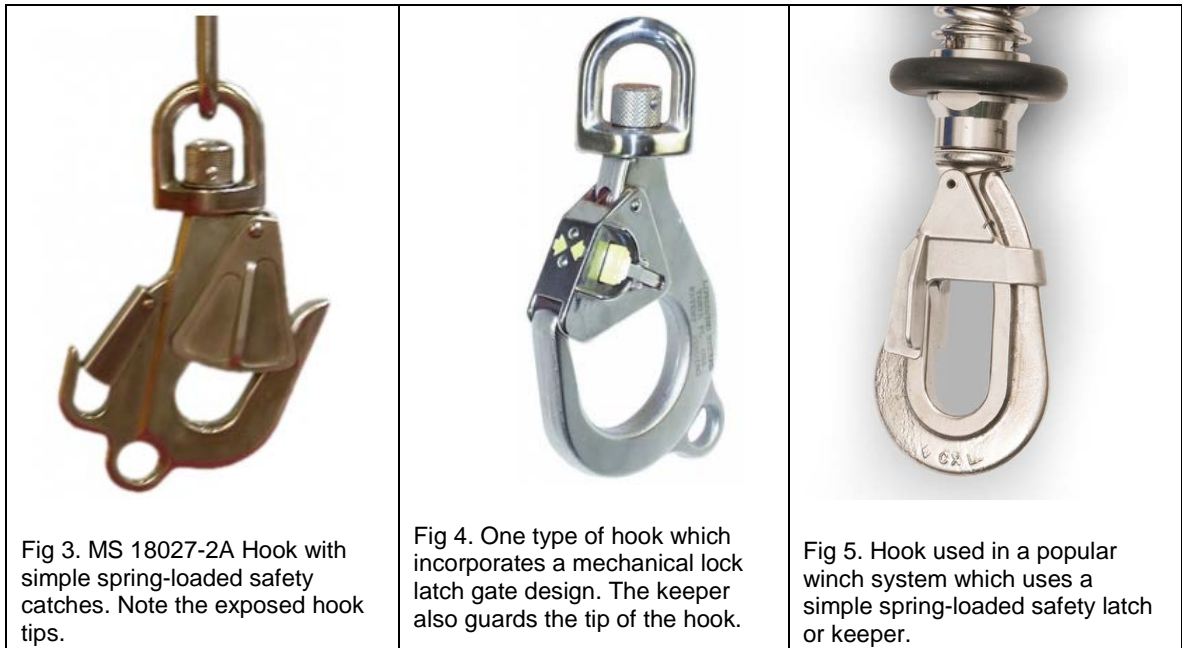 Fig 3. MS 18027-2A Hook with
simple spring-loaded safety
catches. Note the exposed hook
tips.
Fig 4. One type of hook which
incorporates a mechanical lock
latch gate design. The keeper
also guards the tip of the hook.
Fig 5. Hook used in a popular
winch system which uses a
simple spring-loaded safety latch
or keeper.